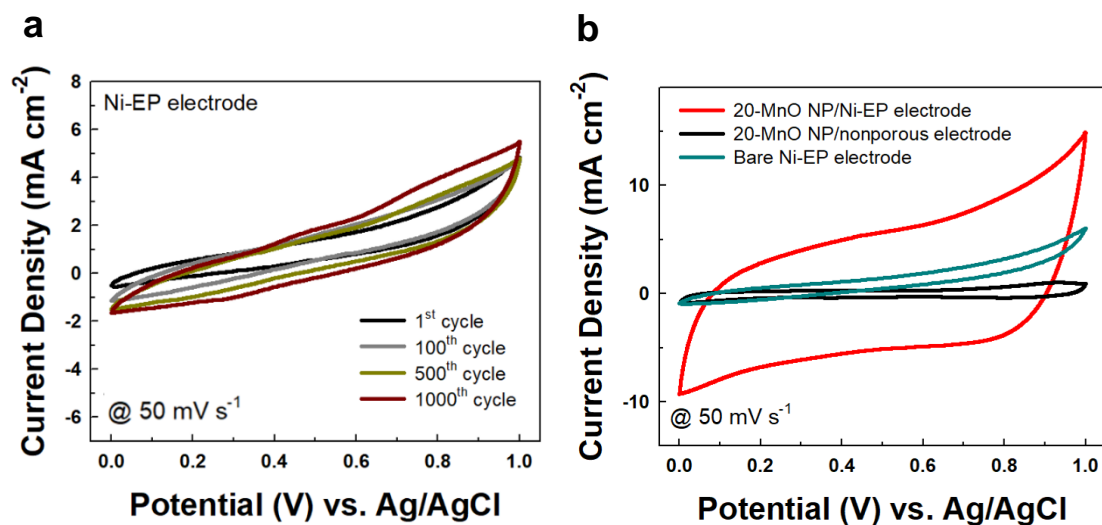 a
Current Density (mA cm⁻²)
8
6
4
2
0
-2
-4
-6
Ni-EP electrode
1ˢᵗ cycle
100ᵗʰ cycle
500ᵗʰ cycle
1000ᵗʰ cycle
@ 50 mV s⁻¹
0.0 0.2 0.4 0.6 0.8 1.0
Potential (V) vs. Ag/AgCl
b
Current Density (mA cm⁻²)
10
0
-10
20-MnO NP/Ni-EP electrode
20-MnO NP/nonporous electrode
Bare Ni-EP electrode
@ 50 mV s⁻¹
0.0 0.2 0.4 0.6 0.8 1.0
Potential (V) vs. Ag/AgCl